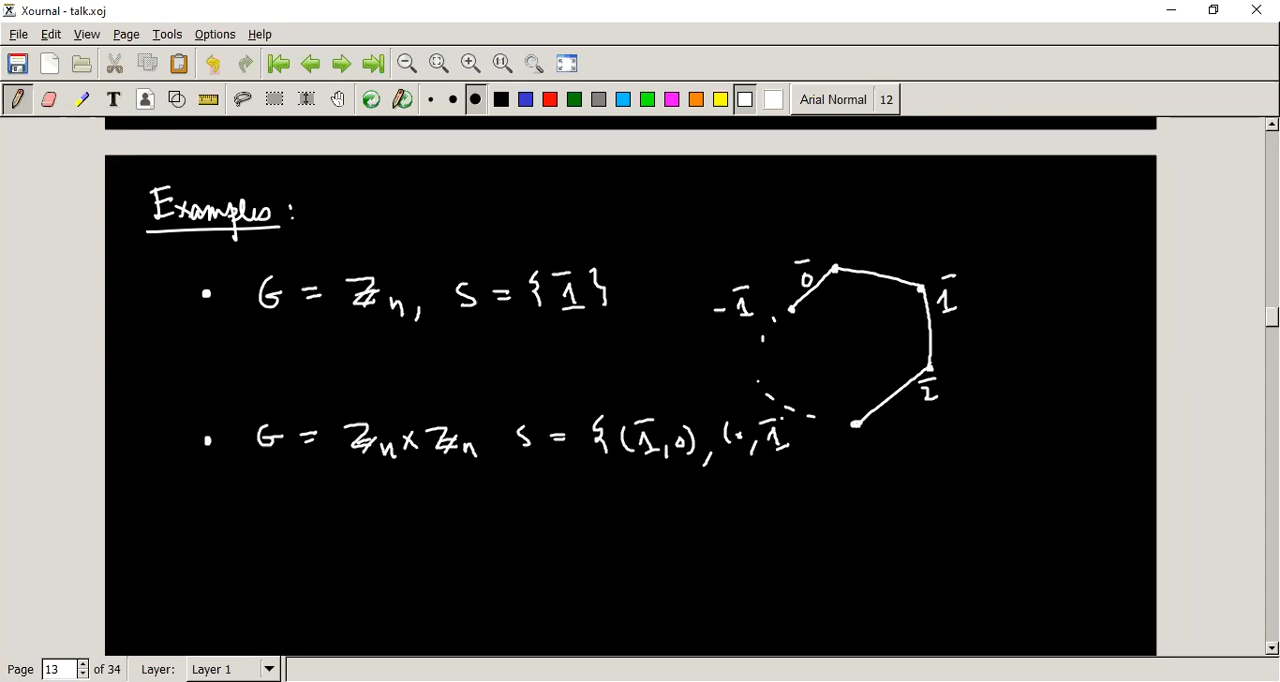 Xournal - talk.xoj
File Edit View Page Tools Options Help
T Arial Normal 12
Examples:
• G = ℤₙ, S = {1̄}
0̄
-1̄
1̄
2̄
• G = ℤₙ × ℤₙ S = {(1̄,0), (0,1̄
Page 13 of 34 Layer: Layer 1